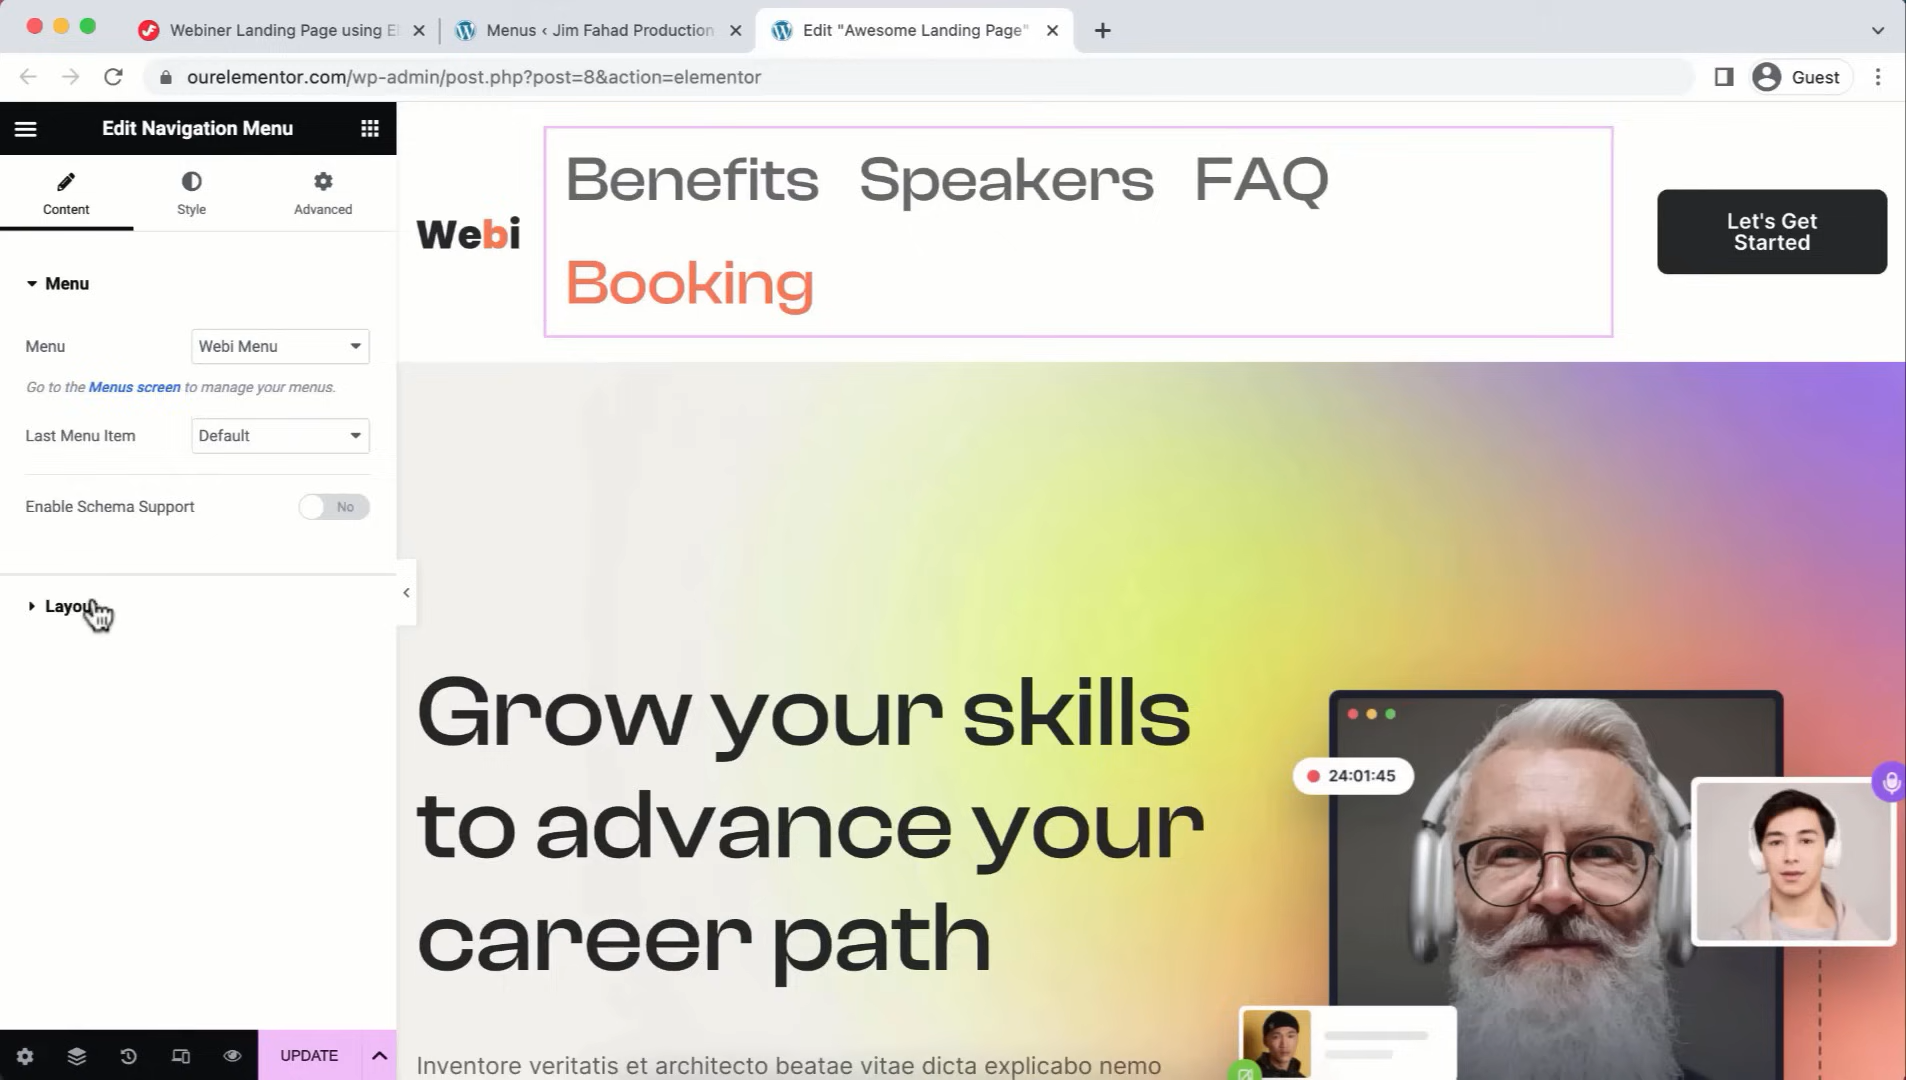 Webiner Landing Page using El
Menus ‹ Jim Fahad Production
Edit "Awesome Landing Page"
ourelementor.com/wp-admin/post.php?post=8&action=elementor
Guest
Edit Navigation Menu
Content
Style
Advanced
Menu
Menu
Webi Menu
Go to the Menus screen to manage your menus.
Last Menu Item
Default
Enable Schema Support
No
Layou
UPDATE
Webi
Benefits Speakers FAQ
Booking
Let's Get
Started
Grow your skills
to advance your
career path
24:01:45
Inventore veritatis et architecto beatae vitae dicta explicabo nemo